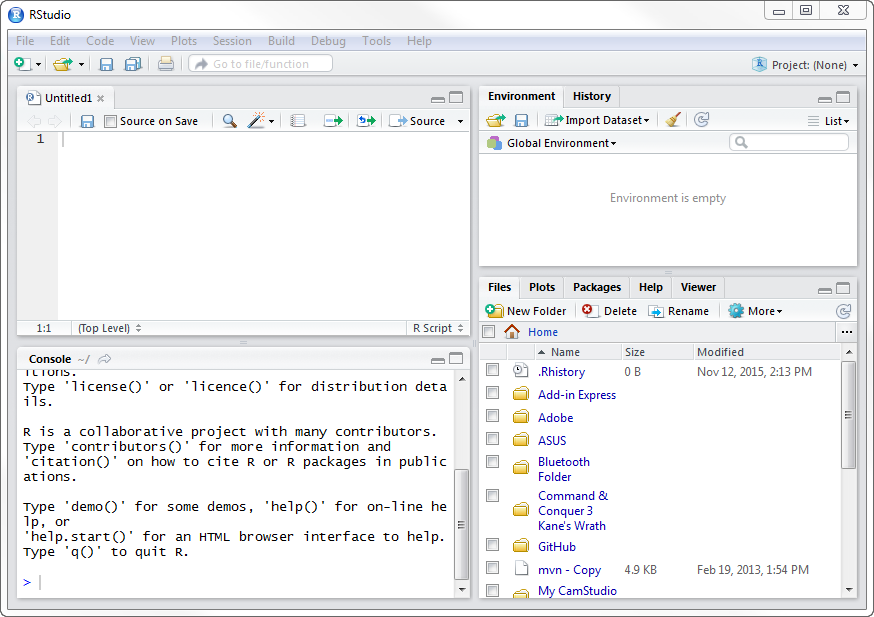 RStudio
File Edit Code View Plots Session Build Debug Tools Help
Go to file/function
Project: (None)
Untitled1
Source on Save
Source
1
1:1 (Top Level) R Script
Console ~/
itions.
Type 'license()' or 'licence()' for distribution deta
ils.
R is a collaborative project with many contributors.
Type 'contributors()' for more information and
'citation()' on how to cite R or R packages in public
ations.
Type 'demo()' for some demos, 'help()' for on-line he
lp, or
'help.start()' for an HTML browser interface to help.
Type 'q()' to quit R.
>
Environment History
Import Dataset List
Global Environment
Environment is empty
Files Plots Packages Help Viewer
New Folder Delete Rename More
Home ...
Name Size Modified
.Rhistory 0 B Nov 12, 2015, 2:13 PM
Add-in Express
Adobe
ASUS
Bluetooth
Folder
Command &
Conquer 3
Kane's Wrath
GitHub
mvn - Copy 4.9 KB Feb 19, 2013, 1:54 PM
My CamStudio